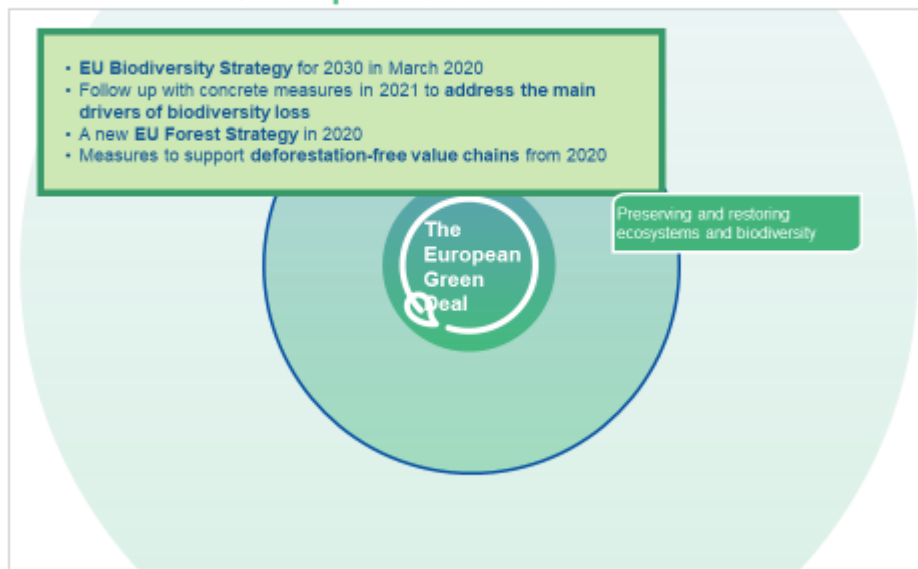 • EU Biodiversity Strategy for 2030 in March 2020
• Follow up with concrete measures in 2021 to address the main
drivers of biodiversity loss
• A new EU Forest Strategy in 2020
• Measures to support deforestation-free value chains from 2020
Preserving and restoring
ecosystems and biodiversity
The
European
Green
Deal